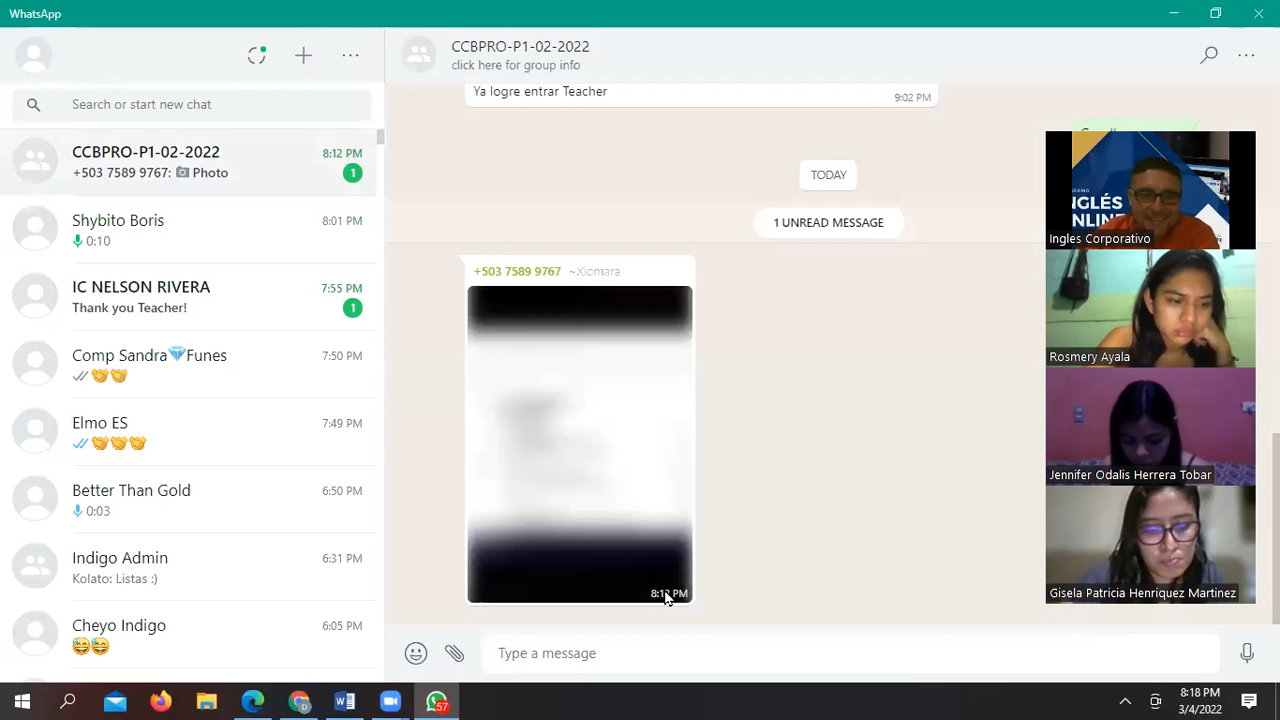 WhatsApp
Search or start new chat
CCBPRO-P1-02-2022
8:12 PM
+503 7589 9767: Photo
1
Shybito Boris
8:01 PM
0:10
IC NELSON RIVERA
7:55 PM
Thank you Teacher!
1
Comp Sandra💎Funes
7:50 PM
🤝🤝
Elmo ES
7:49 PM
🤝🤝🤝
Better Than Gold
6:50 PM
0:03
Indigo Admin
6:31 PM
Kolato: Listas :)
Cheyo Indigo
6:05 PM
😅😅
CCBPRO-P1-02-2022
click here for group info
Ya logre entrar Teacher
9:02 PM
TODAY
1 UNREAD MESSAGE
+503 7589 9767 ~Xiomara
8:12 PM
Type a message
INGLÉS
ONLINE
Ingles Corporativo
Rosmery Ayala
Jennifer Odalis Herrera Tobar
Gisela Patricia Henriquez Martinez
57
8:18 PM
3/4/2022